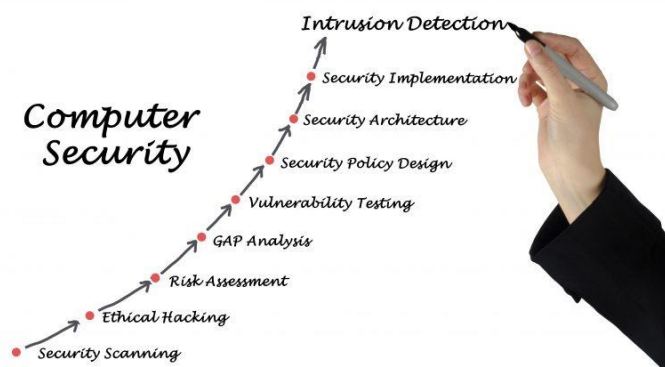 Intrusion Detection
Security Implementation
Computer
Security
Security Architecture
Security Policy Design
Vulnerability Testing
GAP Analysis
Risk Assessment
Ethical Hacking
Security Scanning